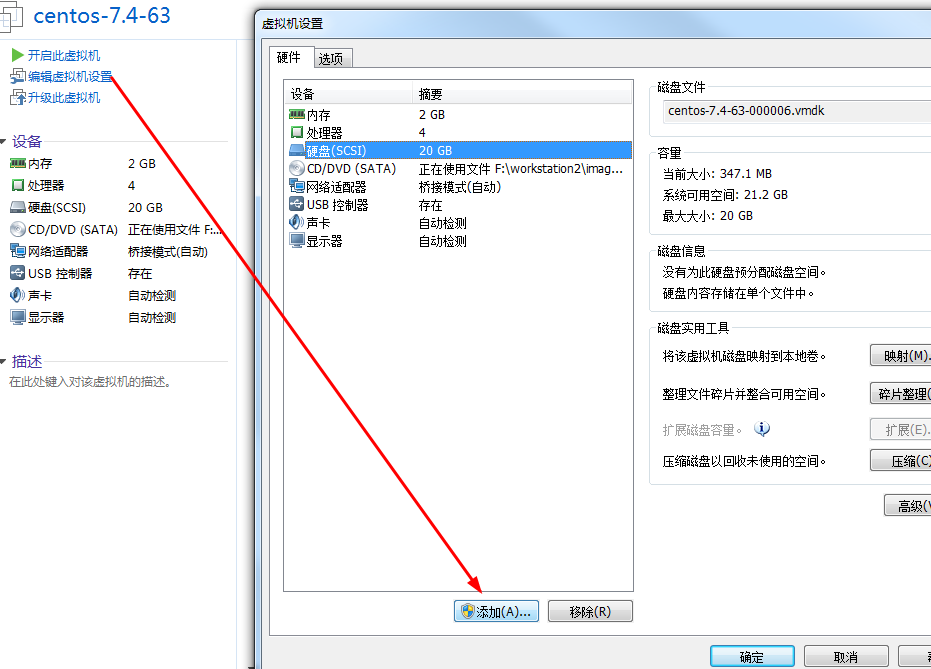 centos-7.4-63
开启此虚拟机
编辑虚拟机设置
升级此虚拟机
设备
内存 2 GB
处理器 4
硬盘(SCSI) 20 GB
CD/DVD (SATA) 正在使用文件 F:...
网络适配器 桥接模式(自动)
USB 控制器 存在
声卡 自动检测
显示器 自动检测
描述
在此处键入对该虚拟机的描述。
虚拟机设置
硬件 选项
设备 摘要
内存 2 GB
处理器 4
硬盘(SCSI) 20 GB
CD/DVD (SATA) 正在使用文件 F:\workstation2\imag...
网络适配器 桥接模式(自动)
USB 控制器 存在
声卡 自动检测
显示器 自动检测
添加(A)... 移除(R)
磁盘文件
centos-7.4-63-000006.vmdk
容量
当前大小: 347.1 MB
系统可用空间: 21.2 GB
最大大小: 20 GB
磁盘信息
没有为此硬盘预分配磁盘空间。
硬盘内容存储在单个文件中。
磁盘实用工具
将该虚拟机磁盘映射到本地卷。 映射(M).
整理文件碎片并整合可用空间。 碎片整理(
扩展磁盘容量。 扩展(E).
压缩磁盘以回收未使用的空间。 压缩(C)
高级(
确定 取消